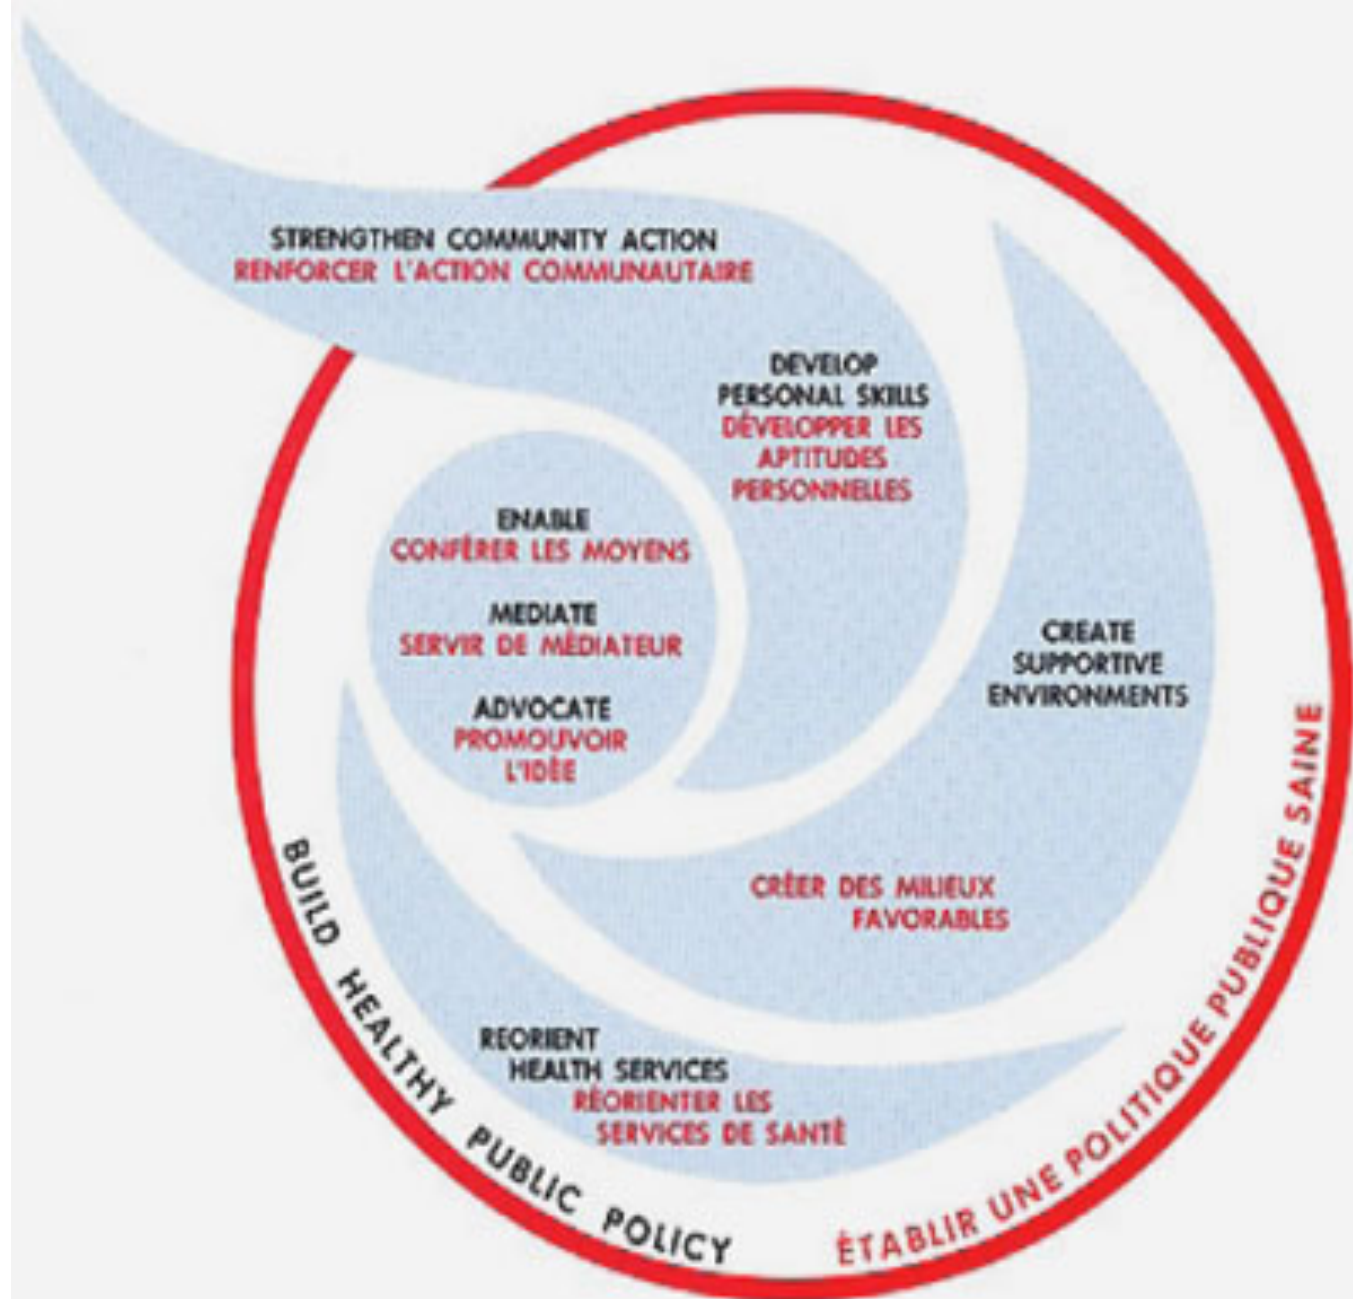 STRENGTHEN COMMUNITY ACTION
RENFORCER L'ACTION COMMUNAUTAIRE
DEVELOP
PERSONAL SKILLS
DÉVELOPPER LES
APTITUDES
PERSONNELLES
ENABLE
CONFÉRER LES MOYENS
MEDIATE
SERVIR DE MÉDIATEUR
ADVOCATE
PROMOUVOIR
L'IDÉE
CREATE
SUPPORTIVE
ENVIRONMENTS
CRÉER DES MILIEUX
FAVORABLES
REORIENT
HEALTH SERVICES
RÉORIENTER LES
SERVICES DE SANTÉ
BUILD HEALTHY PUBLIC POLICY
ÉTABLIR UNE POLITIQUE PUBLIQUE SAINE